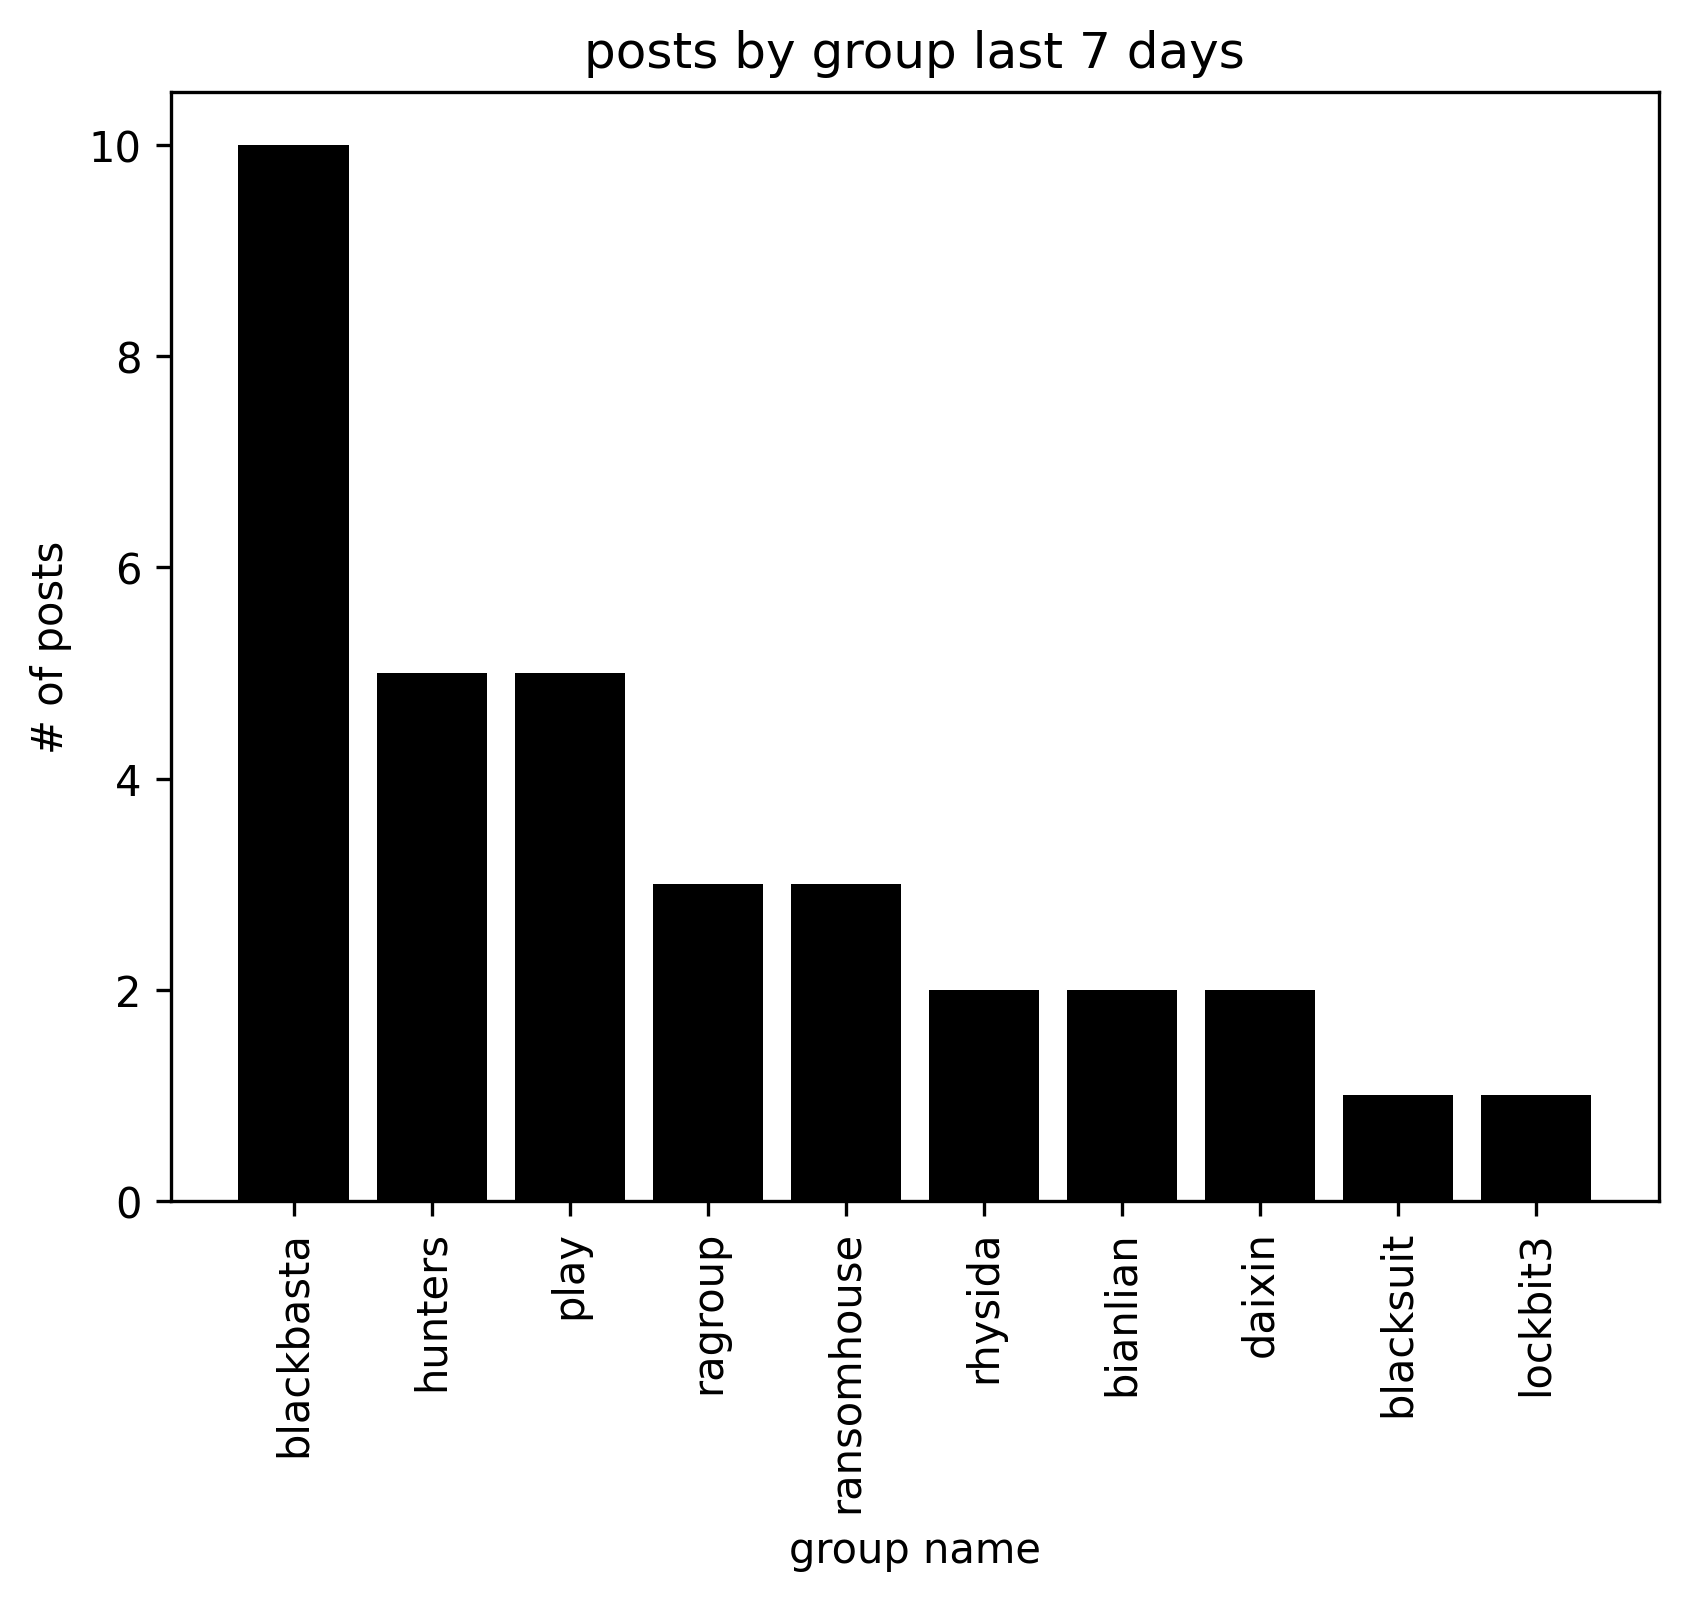 posts by group last 7 days
10
8
6
4
2
0
# of posts
blackbasta
hunters
play
ragroup
ransomhouse
rhysida
bianlian
daixin
blacksuit
lockbit3
group name